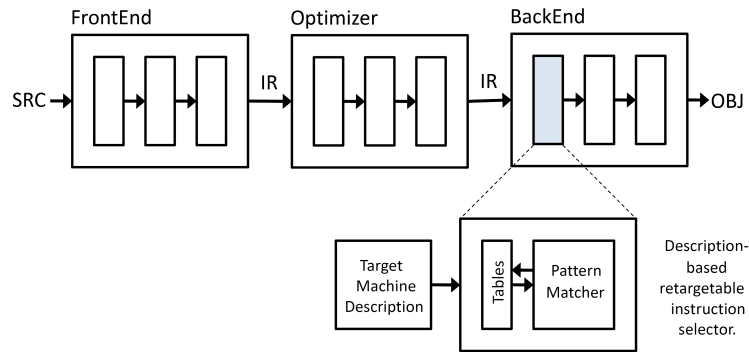 FrontEnd
Optimizer
BackEnd
SRC
IR
IR
OBJ
Target
Machine
Description
Tables
Pattern
Matcher
Description-
based
retargetable
instruction
selector.